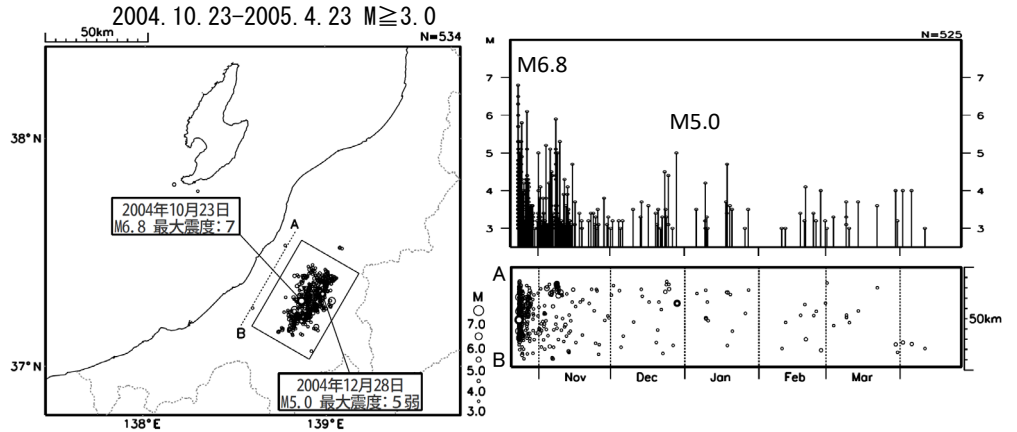 2004.10.23-2005.4.23 M≧3.0
50km
N=534
38°N
37°N
138°E
139°E
2004年10月23日
M6.8 最大震度:7
A
B
2004年12月28日
M5.0 最大震度:5弱
M
7.0
6.0
5.0
4.0
3.0
N=525
M
7
6
5
4
3
7
6
5
4
3
M6.8
M5.0
A
B
50km
Nov
Dec
Jan
Feb
Mar